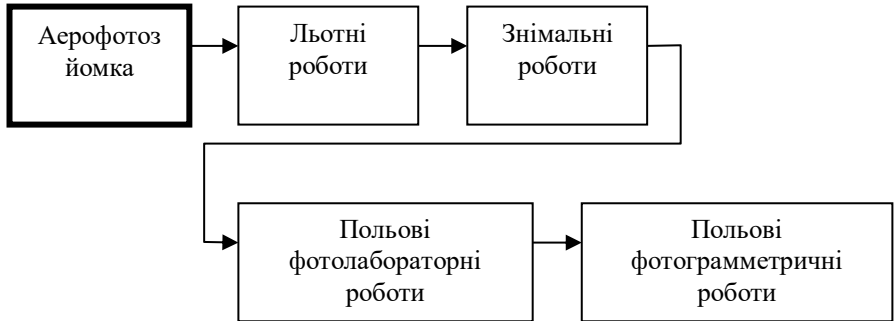 Аерофотоз
йомка
Льотні
роботи
Знімальні
роботи
Польові
фотолабораторні
роботи
Польові
фотограмметричні
роботи